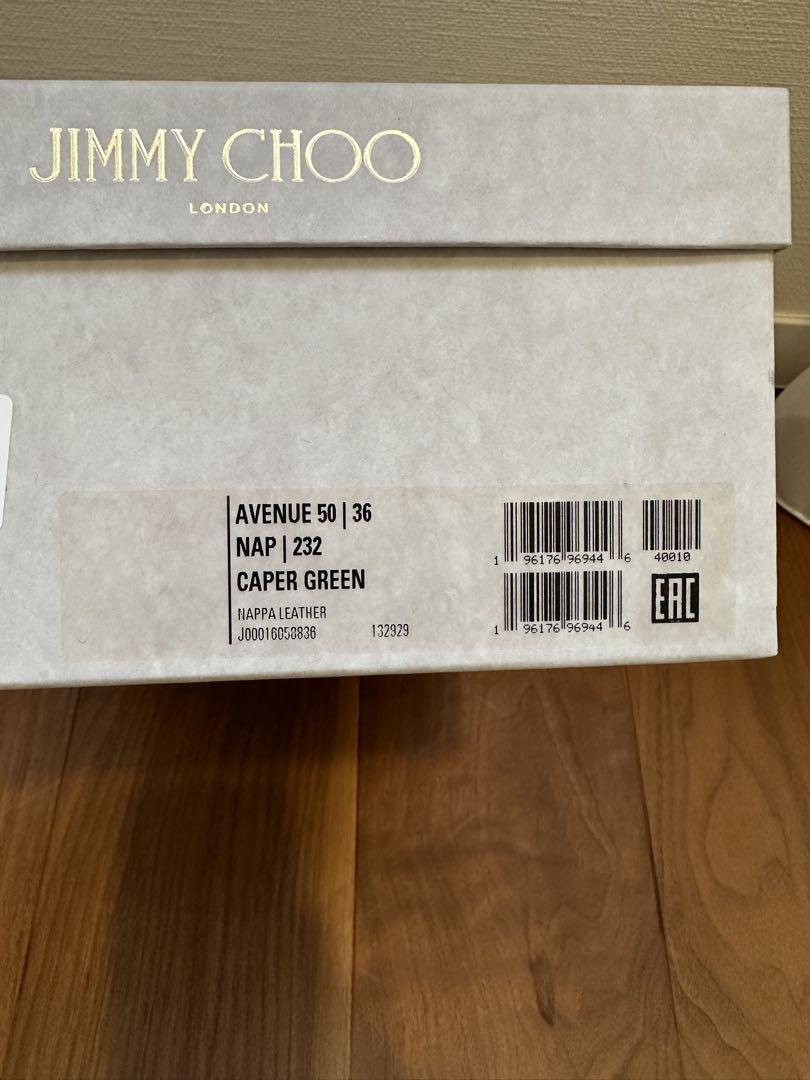 JIMMY CHOO
LONDON
AVENUE 50 | 36
NAP | 232
CAPER GREEN
NAPPA LEATHER
J00016058836 132929
1 96176 96944 6
40010
1 96176 96944 6
EAC